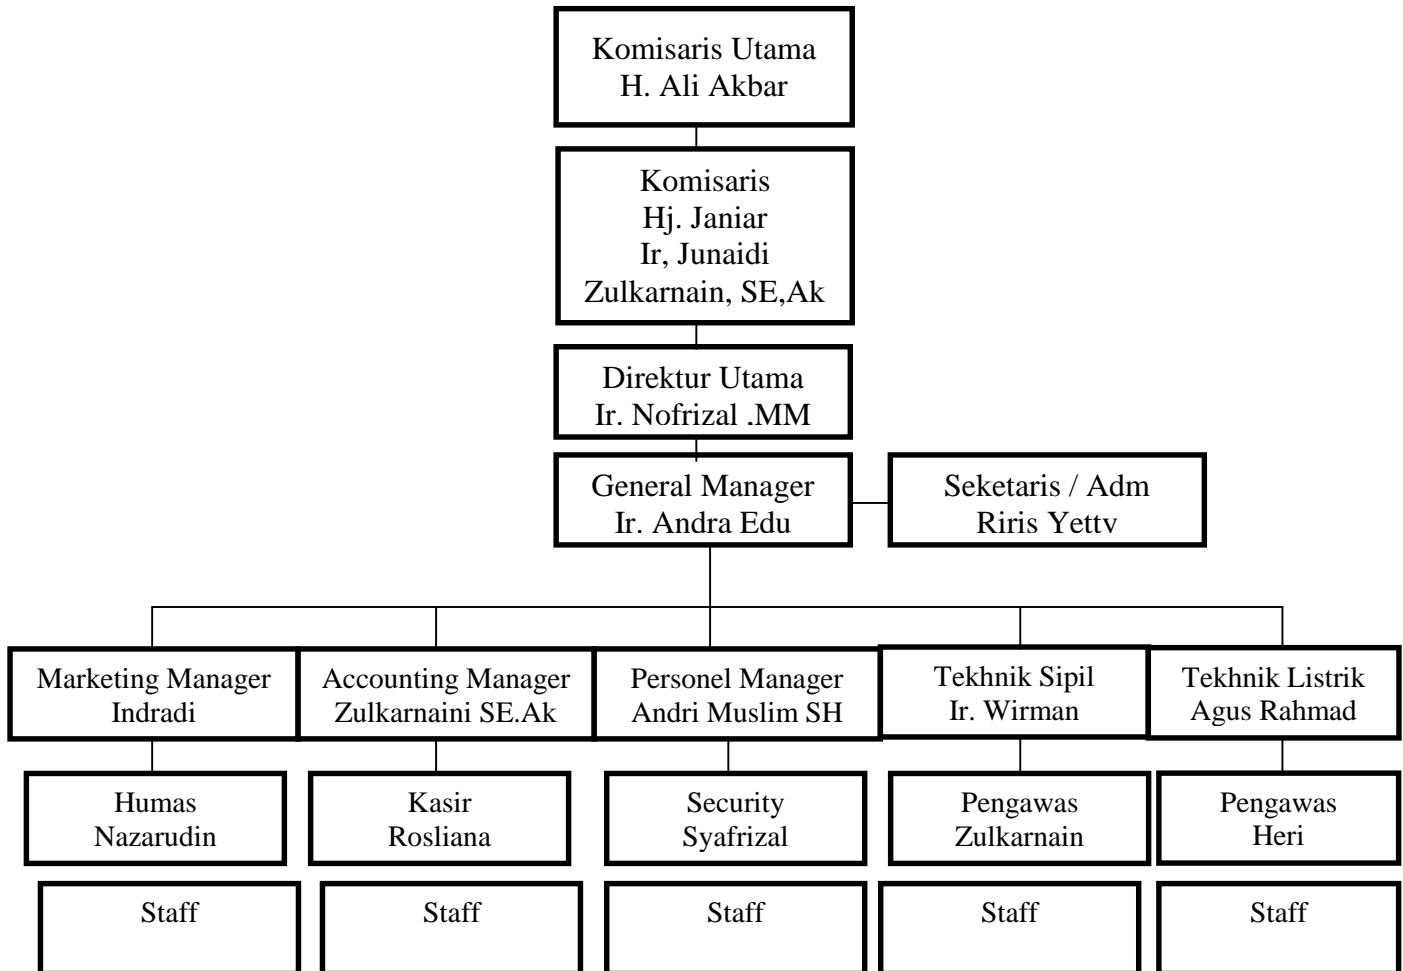 Komisaris Utama
H. Ali Akbar
Komisaris
Hj. Janiar
Ir, Junaidi
Zulkarnain, SE,Ak
Direktur Utama
Ir. Nofrizal .MM
General Manager
Ir. Andra Edu
Seketaris / Adm
Riris Yetty
Marketing Manager
Indradi
Accounting Manager
Zulkarnaini SE.Ak
Personel Manager
Andri Muslim SH
Tekhnik Sipil
Ir. Wirman
Tekhnik Listrik
Agus Rahmad
Humas
Nazarudin
Kasir
Rosliana
Security
Syafrizal
Pengawas
Zulkarnain
Pengawas
Heri
Staff
Staff
Staff
Staff
Staff